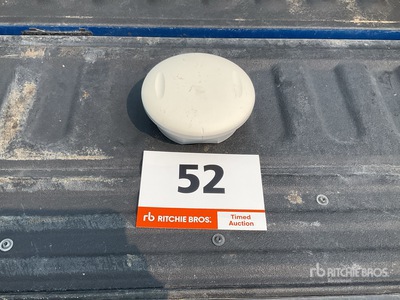 52
rb RITCHIE BROS.
Timed
Auction
rb RITCHIE BROS.